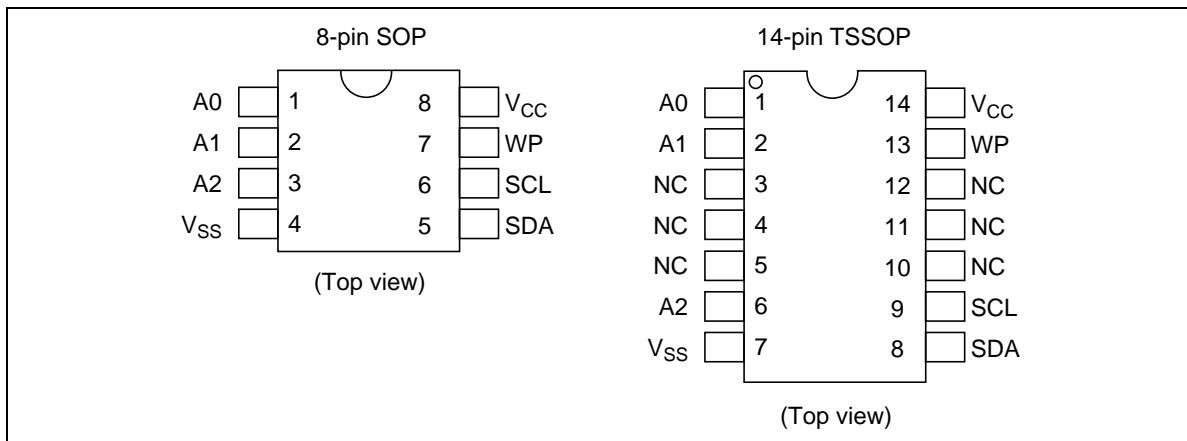 8-pin SOP
A0 1 8 VCC
A1 2 7 WP
A2 3 6 SCL
VSS 4 5 SDA
(Top view)
14-pin TSSOP
A0 1 14 VCC
A1 2 13 WP
NC 3 12 NC
NC 4 11 NC
NC 5 10 NC
A2 6 9 SCL
VSS 7 8 SDA
(Top view)